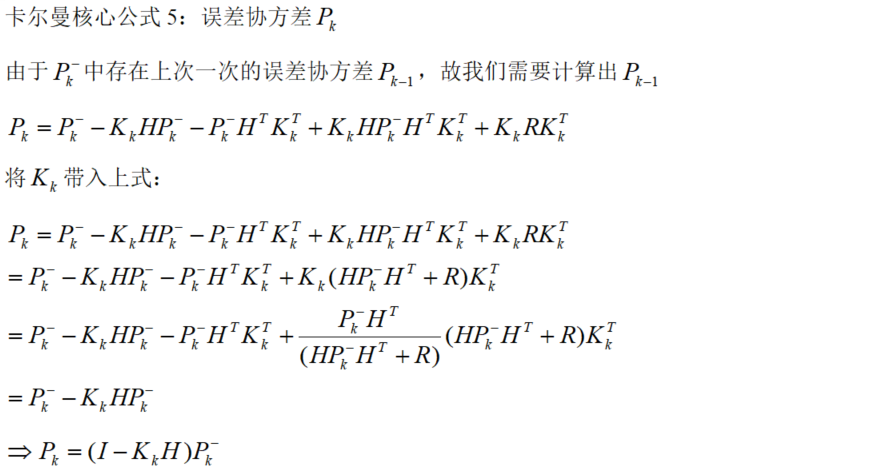 卡尔曼核心公式 5：误差协方差 $P_k$
由于 $P_k^-$ 中存在上次一次的误差协方差 $P_{k-1}$，故我们需要计算出 $P_{k-1}$
$P_k = P_k^- - K_k H P_k^- - P_k^- H^T K_k^T + K_k H P_k^- H^T K_k^T + K_k R K_k^T$
将 $K_k$ 带入上式：
$P_k = P_k^- - K_k H P_k^- - P_k^- H^T K_k^T + K_k H P_k^- H^T K_k^T + K_k R K_k^T$
$= P_k^- - K_k H P_k^- - P_k^- H^T K_k^T + K_k (H P_k^- H^T + R) K_k^T$
$= P_k^- - K_k H P_k^- - P_k^- H^T K_k^T + \frac{P_k^- H^T}{(H P_k^- H^T + R)} (H P_k^- H^T + R) K_k^T$
$= P_k^- - K_k H P_k^-$
$\Rightarrow P_k = (I - K_k H) P_k^-$